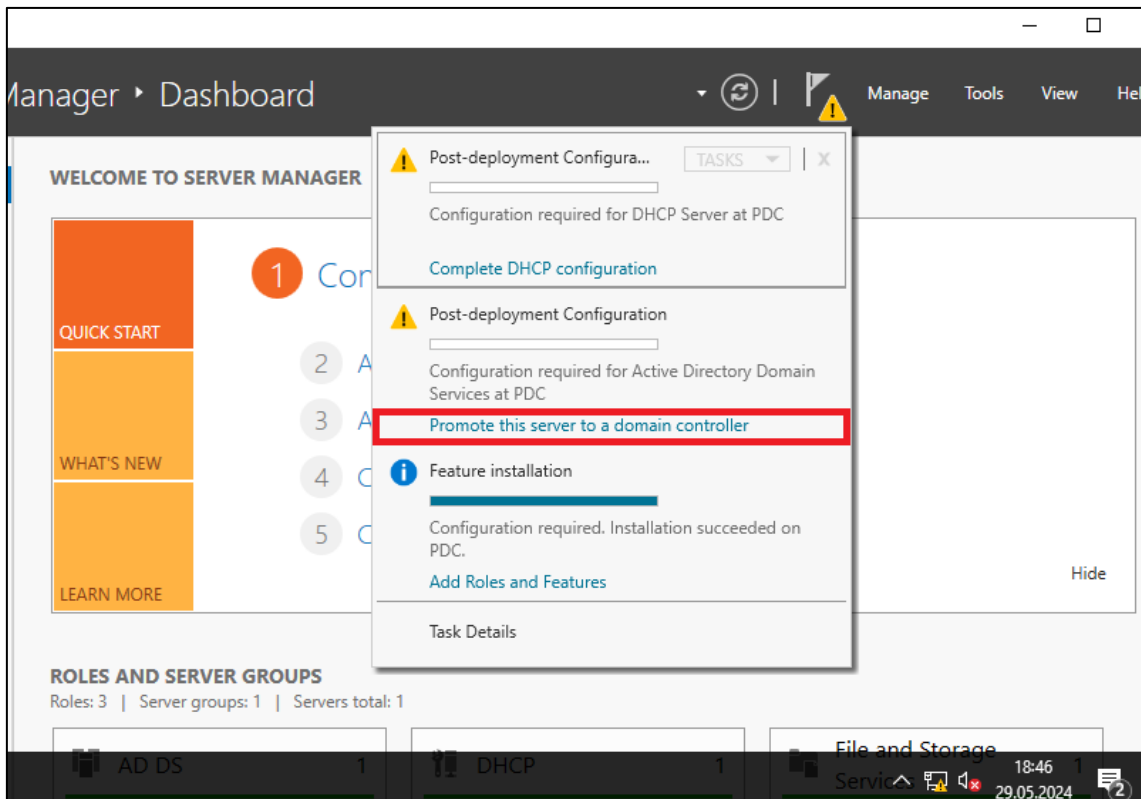 Manager ‣ Dashboard
Manage Tools View Hel
WELCOME TO SERVER MANAGER
QUICK START
WHAT'S NEW
LEARN MORE
1 Con
2 A
3 A
4 C
5 C
Post-deployment Configura... TASKS X
Configuration required for DHCP Server at PDC
Complete DHCP configuration
Post-deployment Configuration
Configuration required for Active Directory Domain
Services at PDC
Promote this server to a domain controller
Feature installation
Configuration required. Installation succeeded on
PDC.
Add Roles and Features
Task Details
Hide
ROLES AND SERVER GROUPS
Roles: 3 | Server groups: 1 | Servers total: 1
AD DS 1
DHCP 1
File and Storage
Services 1
18:46
29.05.2024
2